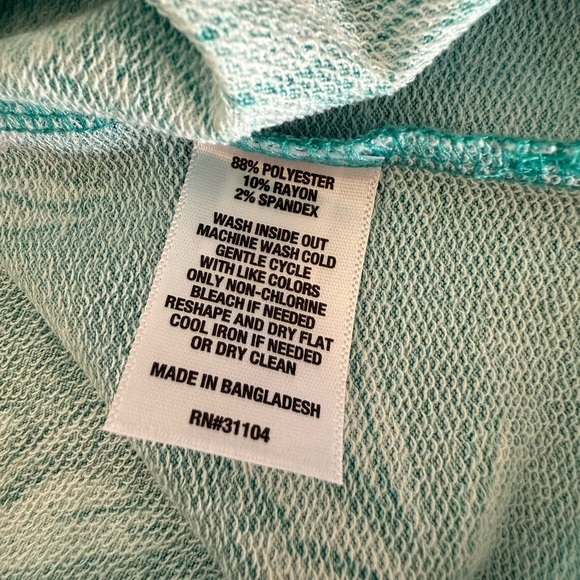 88% POLYESTER
10% RAYON
2% SPANDEX
WASH INSIDE OUT
MACHINE WASH COLD
GENTLE CYCLE
WITH LIKE COLORS
ONLY NON-CHLORINE
BLEACH IF NEEDED
RESHAPE AND DRY FLAT
COOL IRON IF NEEDED
OR DRY CLEAN
MADE IN BANGLADESH
RN#31104